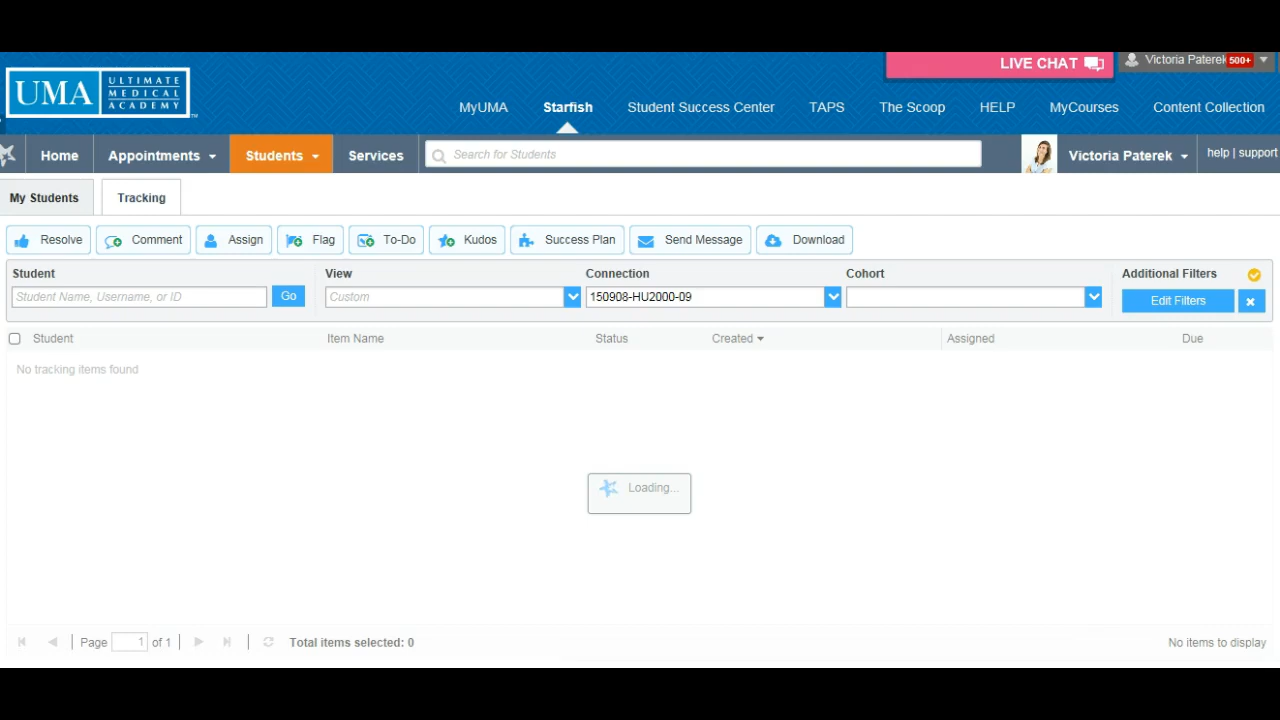 LIVE CHAT
Victoria Paterek 500+
UMA ULTIMATE MEDICAL ACADEMY
MyUMA Starfish Student Success Center TAPS The Scoop HELP MyCourses Content Collection
Home Appointments Students Services Search for Students Victoria Paterek help | support
My Students Tracking
Resolve Comment Assign Flag To-Do Kudos Success Plan Send Message Download
Student View Connection Cohort Additional Filters
Student Name, Username, or ID Go Custom 150908-HU2000-09 Edit Filters
Student Item Name Status Created Assigned Due
No tracking items found
Loading...
Page 1 of 1 Total items selected: 0 No items to display